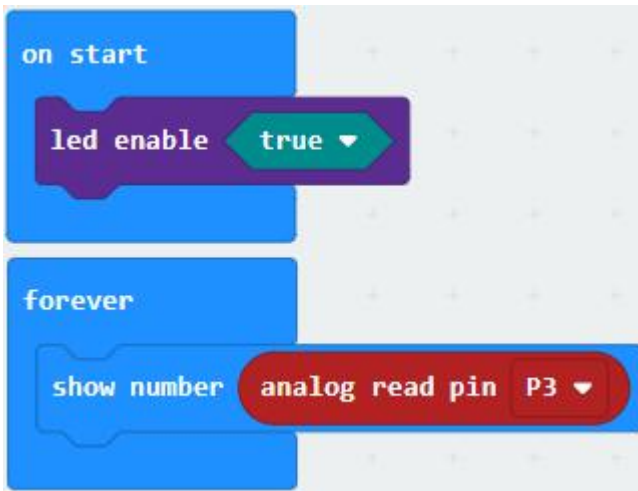 on start
led enable true
forever
show number analog read pin P3